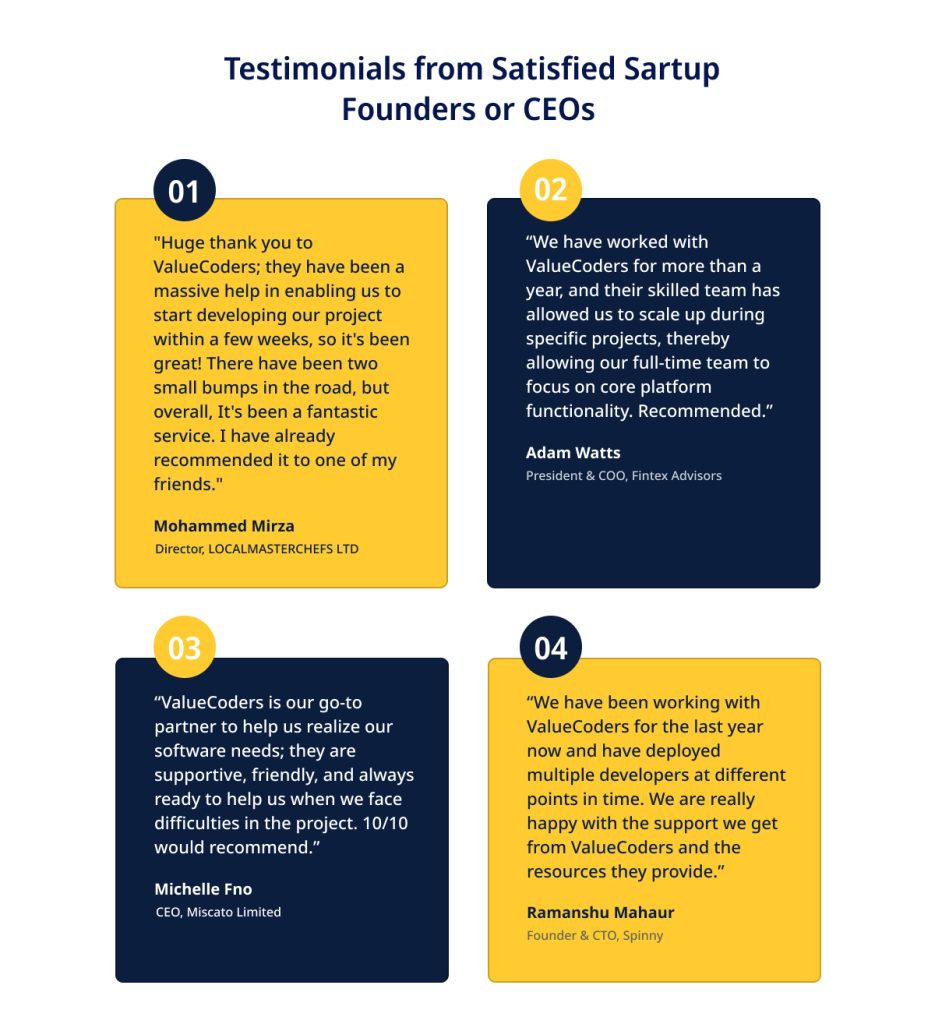 Testimonials from Satisfied Sartup
Founders or CEOs
01
"Huge thank you to
ValueCoders; they have been a
massive help in enabling us to
start developing our project
within a few weeks, so it's been
great! There have been two
small bumps in the road, but
overall, It's been a fantastic
service. I have already
recommended it to one of my
friends."
Mohammed Mirza
Director, LOCALMASTERCHEFS LTD
02
“We have worked with
ValueCoders for more than a
year, and their skilled team has
allowed us to scale up during
specific projects, thereby
allowing our full-time team to
focus on core platform
functionality. Recommended.”
Adam Watts
President & COO, Fintex Advisors
03
“ValueCoders is our go-to
partner to help us realize our
software needs; they are
supportive, friendly, and always
ready to help us when we face
difficulties in the project. 10/10
would recommend.”
Michelle Fno
CEO, Miscato Limited
04
“We have been working with
ValueCoders for the last year
now and have deployed
multiple developers at different
points in time. We are really
happy with the support we get
from ValueCoders and the
resources they provide.”
Ramanshu Mahaur
Founder & CTO, Spinny